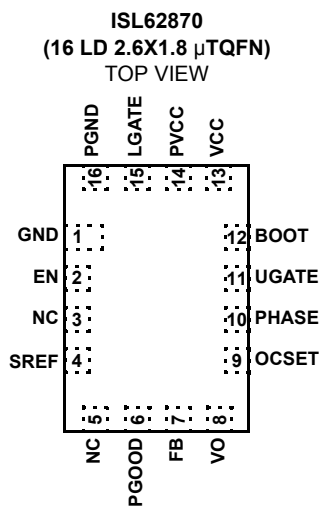 ISL62870
(16 LD 2.6X1.8 µTQFN)
TOP VIEW
PGND
LGATE
PVCC
VCC
16
15
14
13
GND 1
12 BOOT
EN 2
11 UGATE
NC 3
10 PHASE
SREF 4
9 OCSET
5
6
7
8
NC
PGOOD
FB
VO